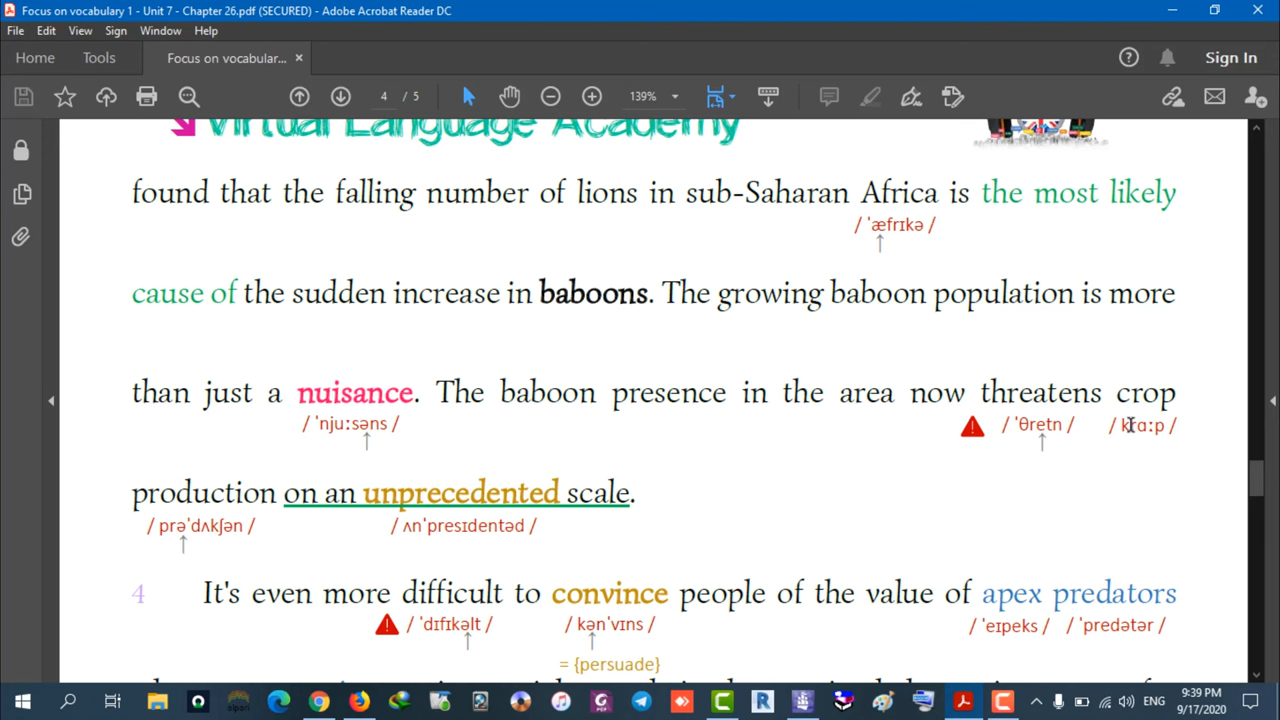 Focus on vocabulary 1 - Unit 7 - Chapter 26.pdf (SECURED) - Adobe Acrobat Reader DC
File Edit View Sign Window Help
Home Tools Focus on vocabular... × Sign In
4 / 5 139%
Virtual Language Academy
found that the falling number of lions in sub-Saharan Africa is the most likely
/ ˈæfrɪkə /
cause of the sudden increase in baboons. The growing baboon population is more
than just a nuisance. The baboon presence in the area now threatens crop
/ ˈnjuːsəns / / ˈθretn / / krɑːp /
production on an unprecedented scale.
/ prəˈdʌkʃən / / ʌnˈpresɪdentəd /
4 It's even more difficult to convince people of the value of apex predators
/ ˈdɪfɪkəlt / / kənˈvɪns / / ˈeɪpeks / / ˈpredətər /
= {persuade}
ENG 9:39 PM
9/17/2020